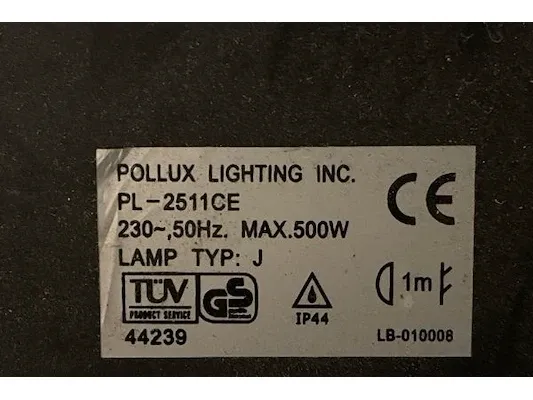 POLLUX LIGHTING INC.
PL-2511CE
230~,50Hz. MAX.500W
LAMP TYP: J
CE
TÜV
PRODUCT SERVICE
GS
IP44
1m
44239
LB-010008